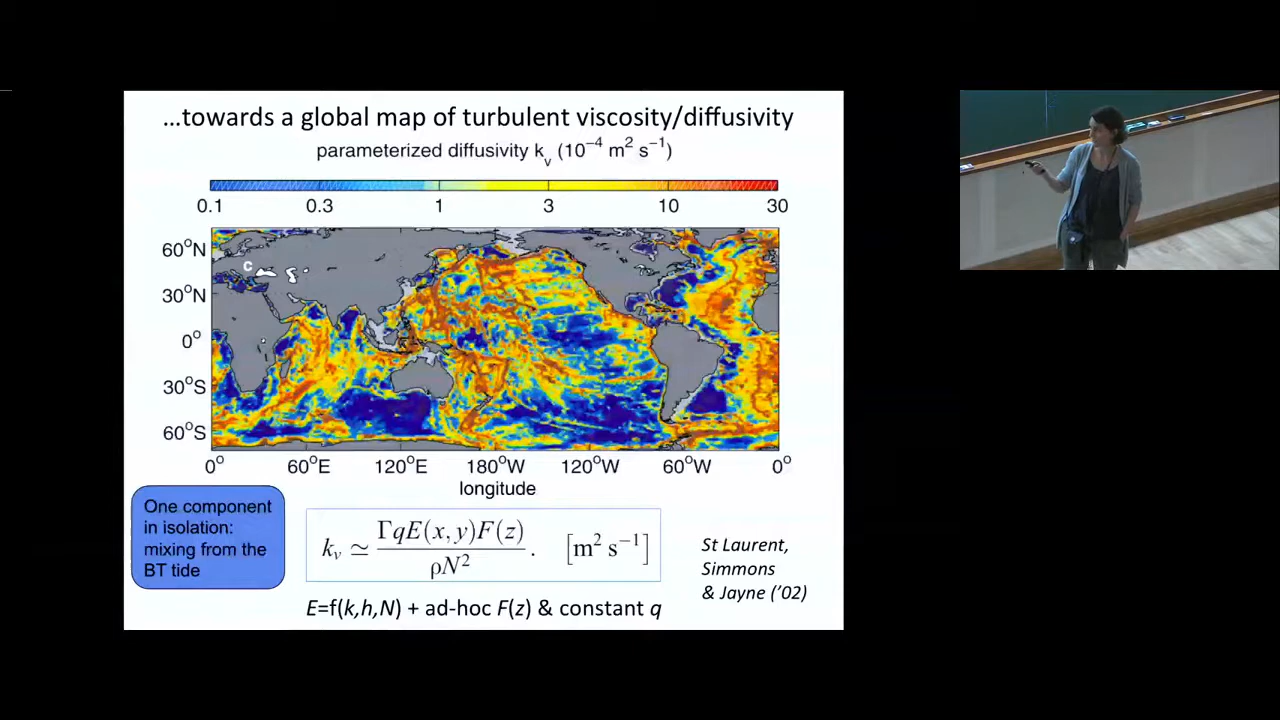 ...towards a global map of turbulent viscosity/diffusivity
parameterized diffusivity k_v (10^−4 m^2 s^−1)
0.1 0.3 1 3 10 30
60°N
c
30°N
0°
30°S
60°S
0° 60°E 120°E 180°W 120°W 60°W 0°
longitude
One component
in isolation:
mixing from the
BT tide
k_v ≃ ΓqE(x, y)F(z) / ρN^2 . [m^2 s^−1]
E=f(k,h,N) + ad-hoc F(z) & constant q
St Laurent,
Simmons
& Jayne ('02)